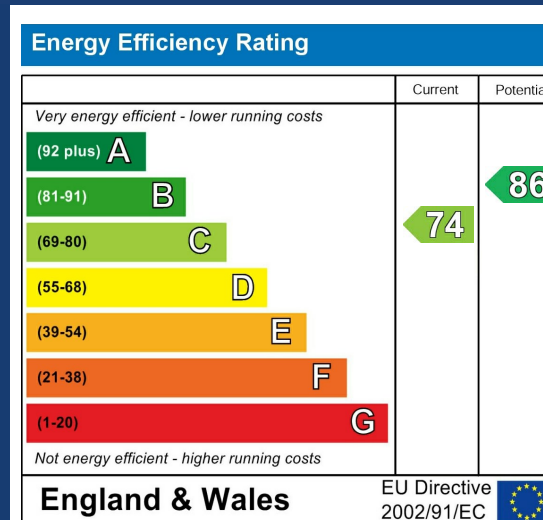 Energy Efficiency Rating
Current Potentia
Very energy efficient - lower running costs
(92 plus) A
(81-91) B
(69-80) C
(55-68) D
(39-54) E
(21-38) F
(1-20) G
74
86
Not energy efficient - higher running costs
England & Wales
EU Directive
2002/91/EC